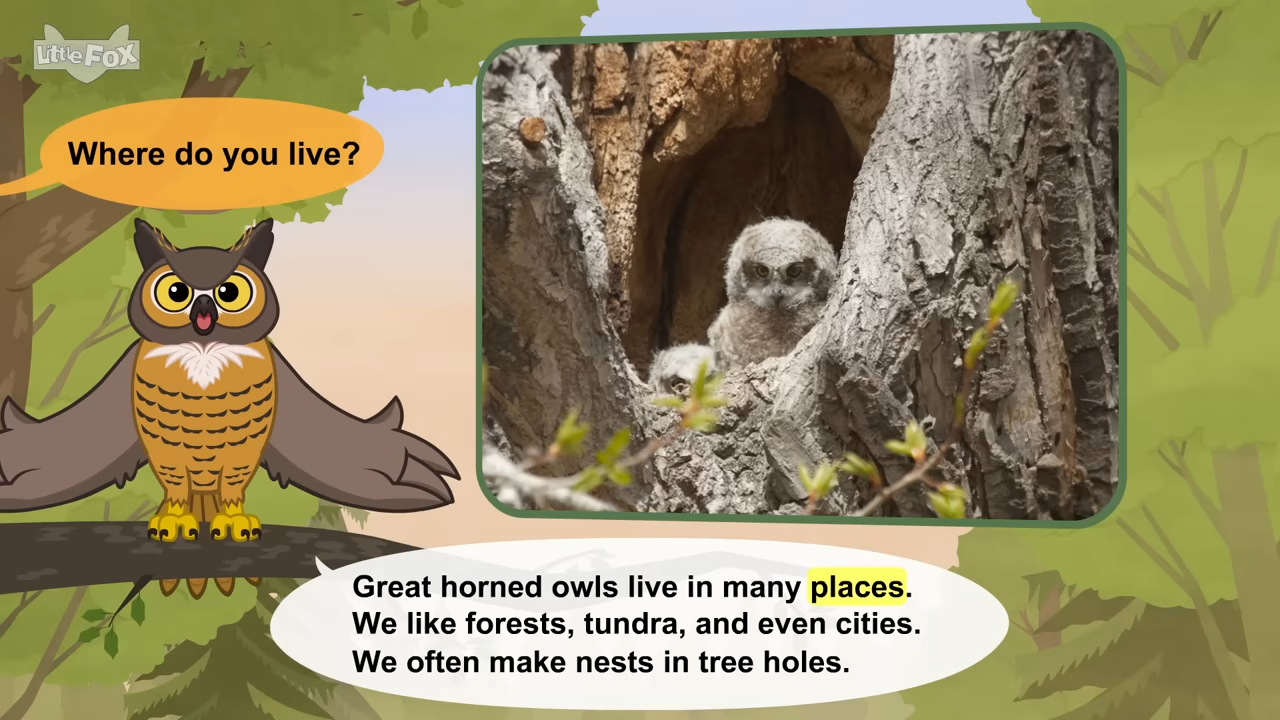 Little Fox
Where do you live?
Great horned owls live in many places.
We like forests, tundra, and even cities.
We often make nests in tree holes.